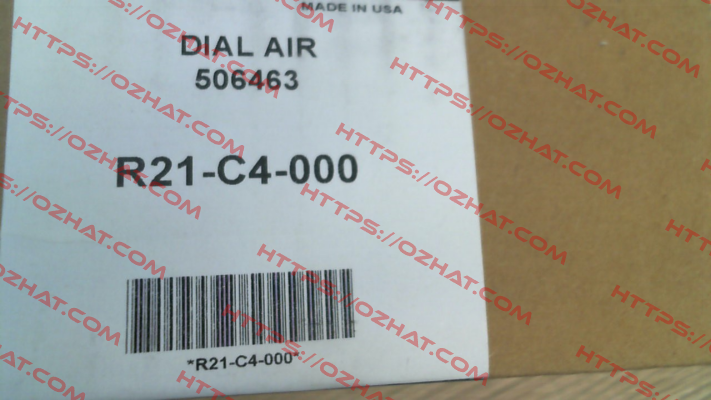 MADE IN USA
DIAL AIR
506463
R21-C4-000
*R21-C4-000*
HTTPS://OZHAT.COM